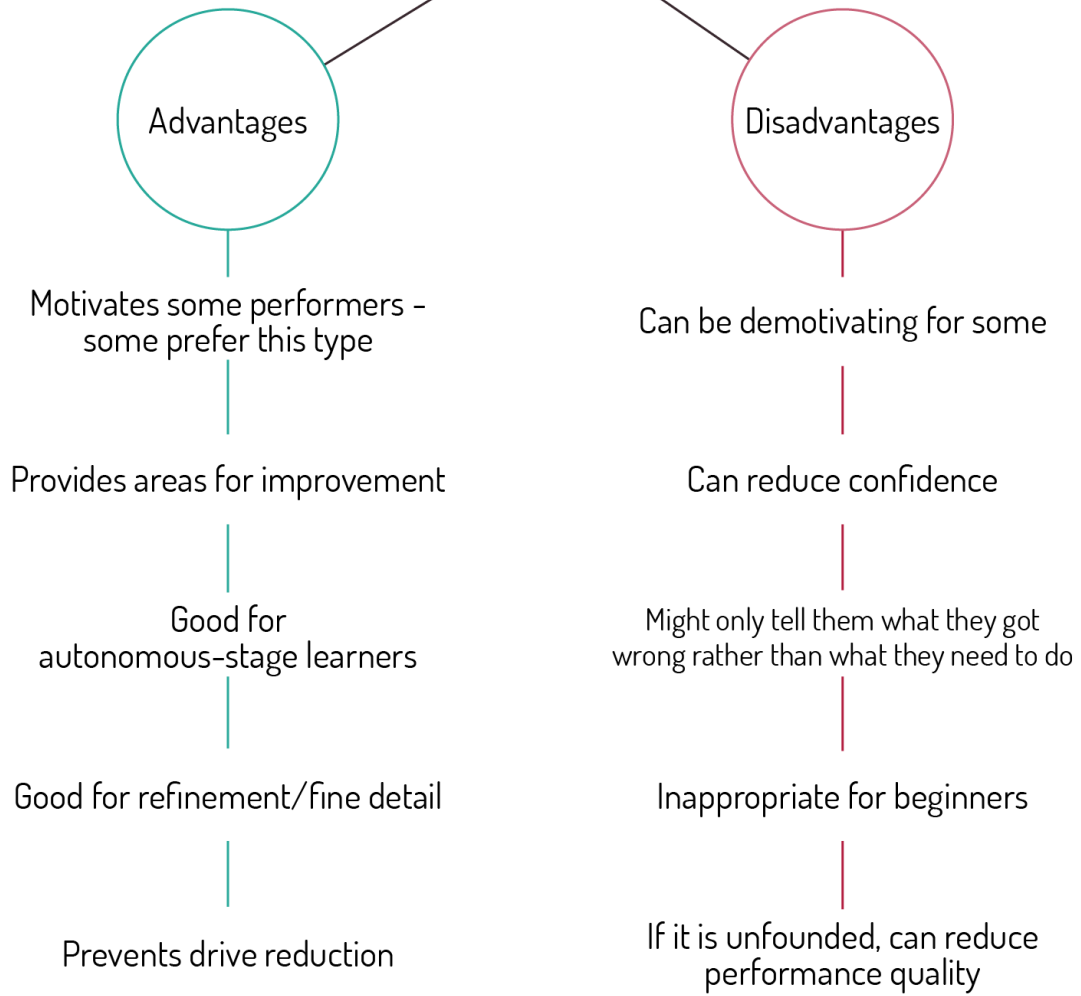 Advantages
Motivates some performers -
some prefer this type
Provides areas for improvement
Good for
autonomous-stage learners
Good for refinement/fine detail
Prevents drive reduction
Disadvantages
Can be demotivating for some
Can reduce confidence
Might only tell them what they got
wrong rather than what they need to do
Inappropriate for beginners
If it is unfounded, can reduce
performance quality